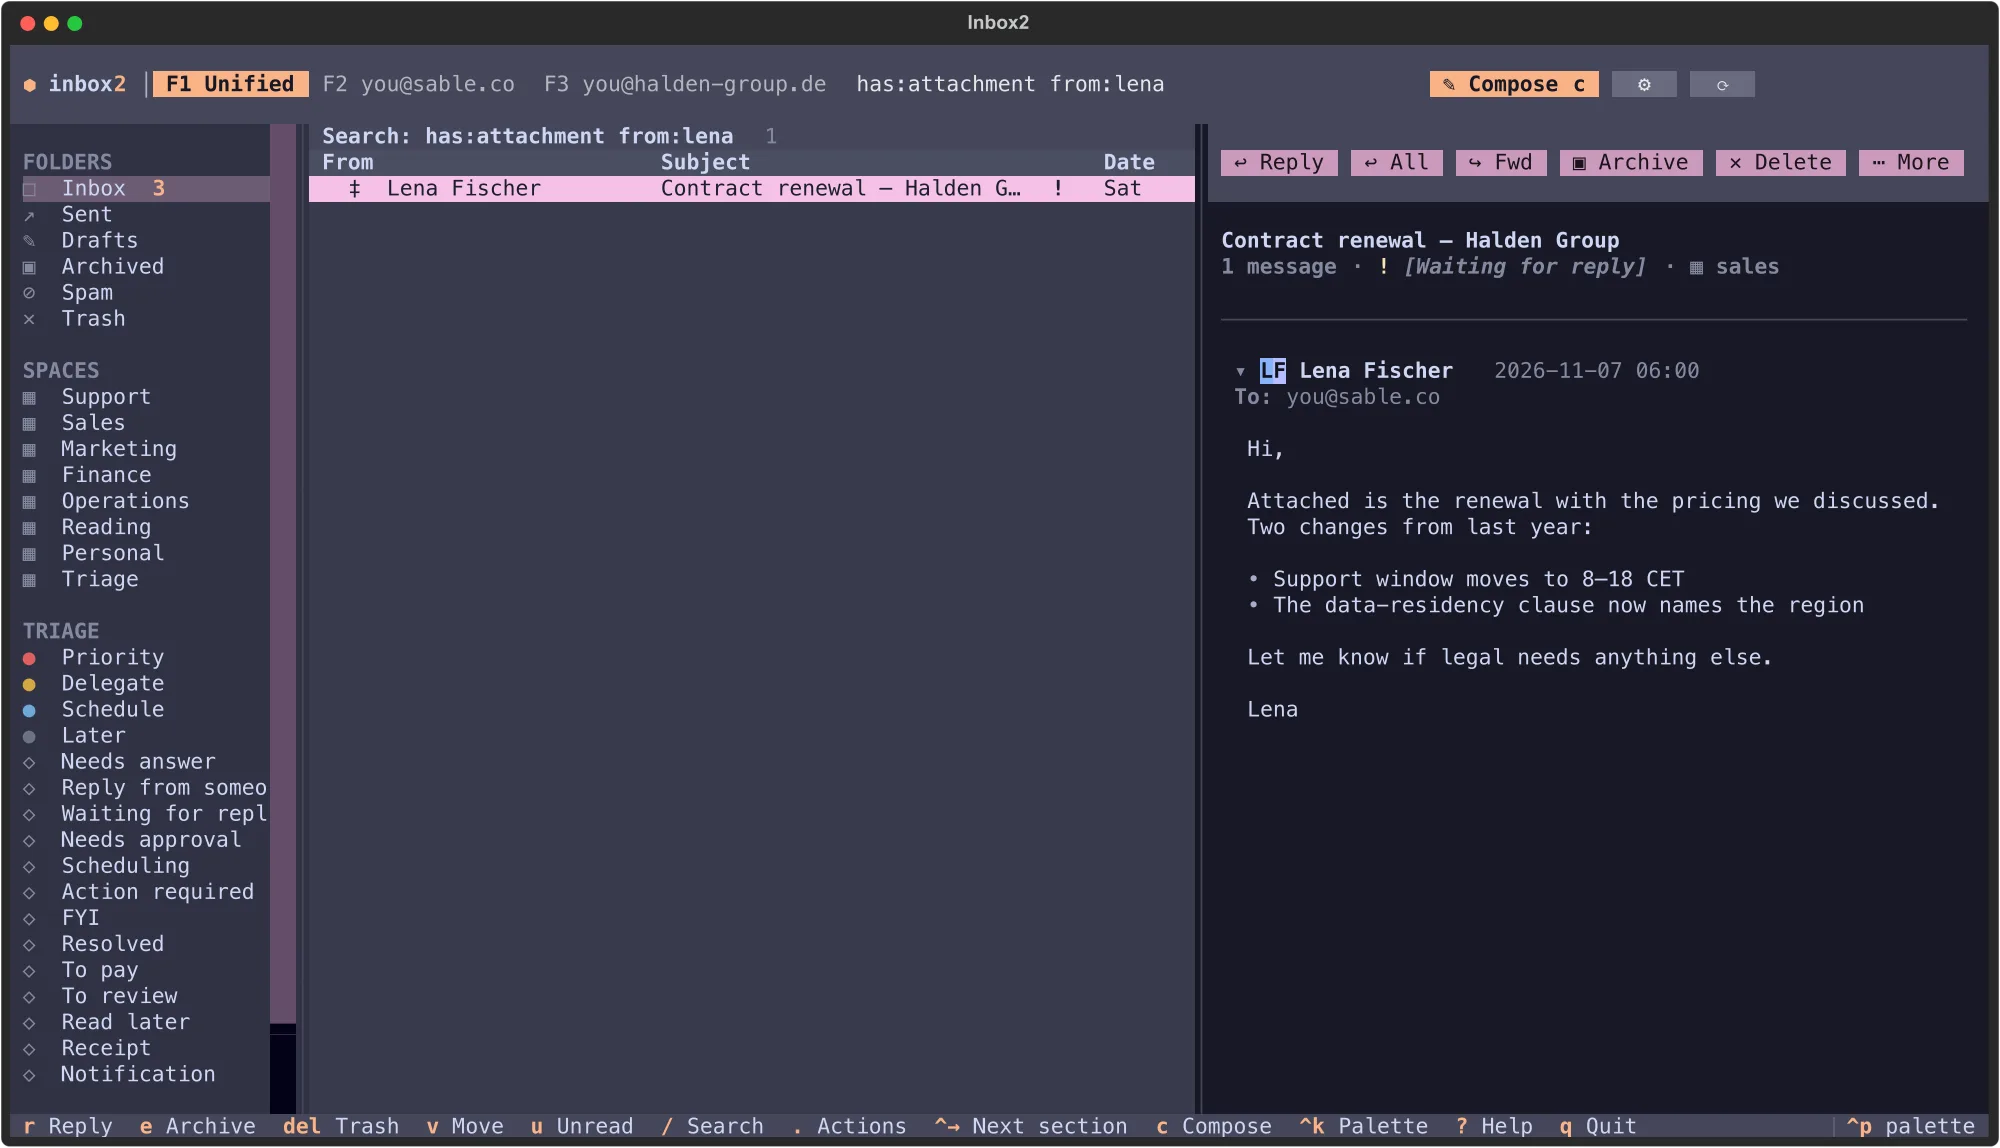 Inbox2
inbox2 F1 Unified F2 you@sable.co F3 you@halden-group.de has:attachment from:lena ✎ Compose c ⚙ ⟳
FOLDERS
□ Inbox 3
↗ Sent
✎ Drafts
▣ Archived
⊘ Spam
× Trash
SPACES
▦ Support
▦ Sales
▦ Marketing
▦ Finance
▦ Operations
▦ Reading
▦ Personal
▦ Triage
TRIAGE
● Priority
● Delegate
● Schedule
● Later
◇ Needs answer
◇ Reply from someo
◇ Waiting for repl
◇ Needs approval
◇ Scheduling
◇ Action required
◇ FYI
◇ Resolved
◇ To pay
◇ To review
◇ Read later
◇ Receipt
◇ Notification
Search: has:attachment from:lena 1
From Subject Date
‡ Lena Fischer Contract renewal — Halden G… ! Sat
↩ Reply ↩ All ↪ Fwd ▣ Archive × Delete ⋯ More
Contract renewal — Halden Group
1 message · ! [Waiting for reply] · ▦ sales
▾ LF Lena Fischer 2026-11-07 06:00
To: you@sable.co
Hi,
Attached is the renewal with the pricing we discussed.
Two changes from last year:
• Support window moves to 8–18 CET
• The data-residency clause now names the region
Let me know if legal needs anything else.
Lena
r Reply e Archive del Trash v Move u Unread / Search . Actions ^→ Next section c Compose ^k Palette ? Help q Quit ^p palette